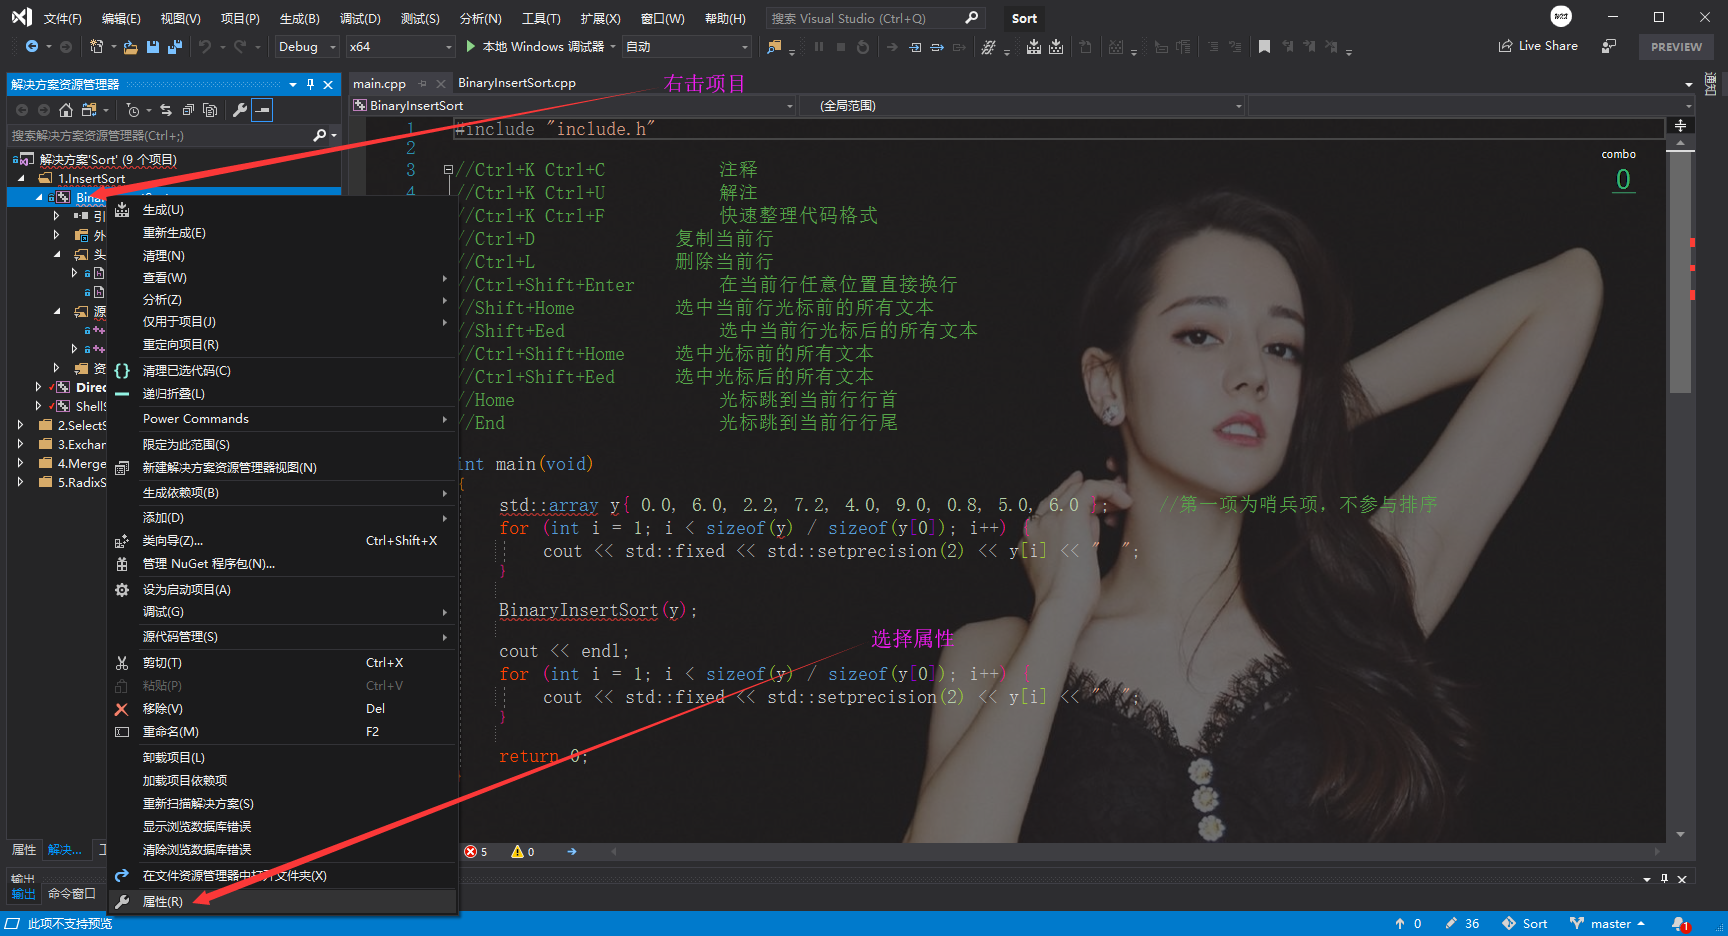 文件(F) 编辑(E) 视图(V) 项目(P) 生成(B) 调试(D) 测试(S) 分析(N) 工具(T) 扩展(X) 窗口(W) 帮助(H) 搜索 Visual Studio (Ctrl+Q) Sort
Debug x64 本地 Windows 调试器 自动 Live Share PREVIEW
解决方案资源管理器
main.cpp BinaryInsertSort.cpp
右击项目
BinaryInsertSort (全局范围)
搜索解决方案资源管理器(Ctrl+;)
解决方案'Sort' (9 个项目)
1.InsertSort
引
外
头
源
资
Direc
ShellS
2.SelectS
3.Exchan
4.Merge
5.RadixS
生成(U)
重新生成(E)
清理(N)
查看(W)
分析(Z)
仅用于项目(J)
重定向项目(R)
清理已选代码(C)
递归折叠(L)
Power Commands
限定为此范围(S)
新建解决方案资源管理器视图(N)
生成依赖项(B)
添加(D)
类向导(Z)... Ctrl+Shift+X
管理 NuGet 程序包(N)...
设为启动项目(A)
调试(G)
源代码管理(S)
剪切(T) Ctrl+X
粘贴(P) Ctrl+V
移除(V) Del
重命名(M) F2
卸载项目(L)
加载项目依赖项
重新扫描解决方案(S)
显示浏览数据库错误
清除浏览数据库错误
在文件资源管理器中打开文件夹(X)
属性(R)
1 #include "include.h"
2
3 //Ctrl+K Ctrl+C 注释
4 //Ctrl+K Ctrl+U 解注
//Ctrl+K Ctrl+F 快速整理代码格式
//Ctrl+D 复制当前行
//Ctrl+L 删除当前行
//Ctrl+Shift+Enter 在当前行任意位置直接换行
//Shift+Home 选中当前行光标前的所有文本
//Shift+Eed 选中当前行光标后的所有文本
//Ctrl+Shift+Home 选中光标前的所有文本
//Ctrl+Shift+Eed 选中光标后的所有文本
//Home 光标跳到当前行行首
//End 光标跳到当前行行尾
int main(void)
{
std::array y{ 0.0, 6.0, 2.2, 7.2, 4.0, 9.0, 0.8, 5.0, 6.0 }; //第一项为哨兵项，不参与排序
for (int i = 1; i < sizeof(y) / sizeof(y[0]); i++) {
cout << std::fixed << std::setprecision(2) << y[i] << " ";
}
BinaryInsertSort(y);
选择属性
cout << endl;
for (int i = 1; i < sizeof(y) / sizeof(y[0]); i++) {
cout << std::fixed << std::setprecision(2) << y[i] << " ";
}
return 0;
combo
0
属性 解决...
5 0
输出
输出 命令窗口
此项不支持预览 0 36 Sort master 1